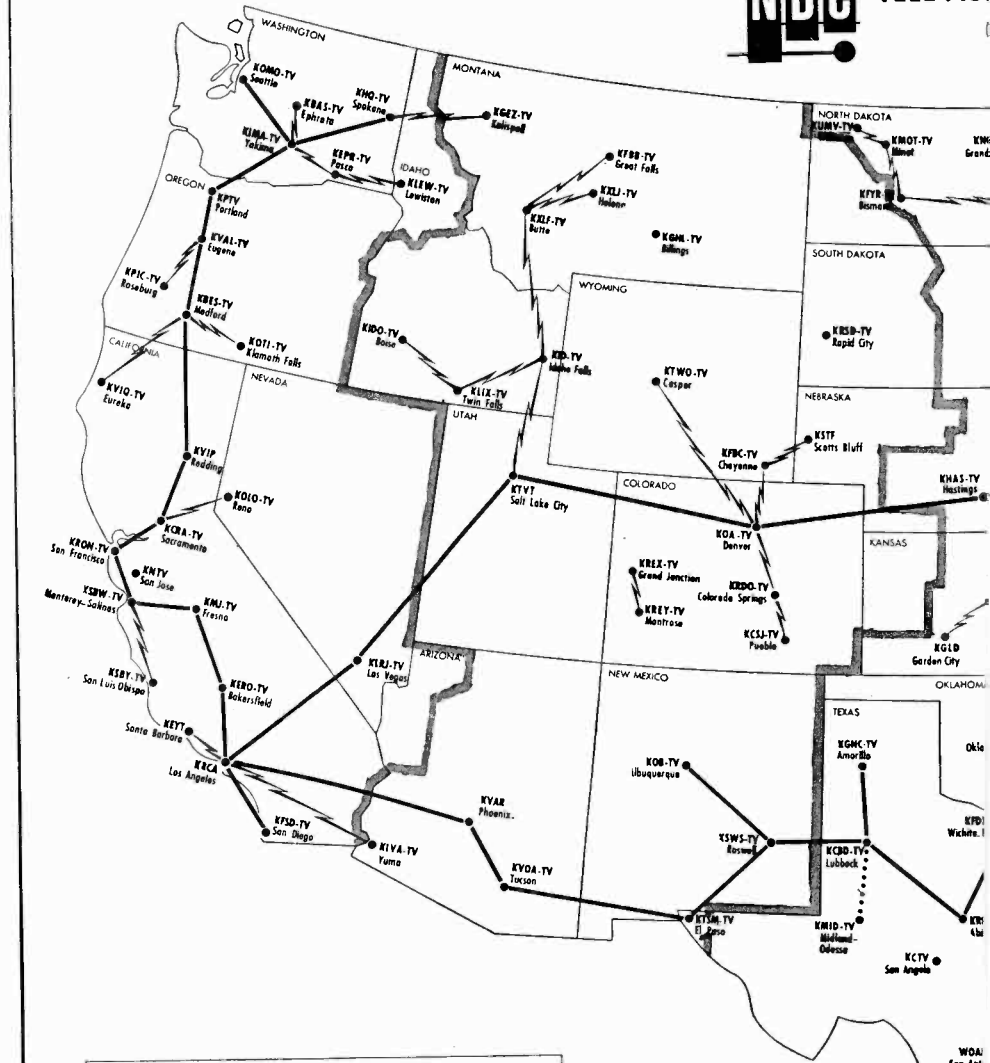 NBC
WASHINGTON
KOMO-TV
Seattle
KBAS-TV
Ephrata
KHQ-TV
Spokane
KIMA-TV
Yakima
KEPR-TV
Pasco
IDAHO
KLEW-TV
Lewiston
MONTANA
KGEZ-TV
Kalispell
KFBB-TV
Great Falls
KXLJ-TV
Helena
KXLF-TV
Butte
KGHL-TV
Billings
NORTH DAKOTA
KUMV-TV
KMOT-TV
Minot
KFYR-
Bismar
SOUTH DAKOTA
KRSD-TV
Rapid City
OREGON
KPTV
Portland
KVAL-TV
Eugene
KPIC-TV
Roseburg
KBES-TV
Medford
KOTI-TV
Klamath Falls
CALIFORNIA
KVIQ-TV
Eureka
KIDO-TV
Boise
KID-TV
Idaho Falls
KLIX-TV
Twin Falls
WYOMING
KTWO-TV
Casper
KFBC-TV
Cheyenne
NEBRASKA
KSTF
Scotts Bluff
KHAS-TV
Hastings
NEVADA
UTAH
KTVT
Salt Lake City
COLORADO
KOA-TV
Denver
KREX-TV
Grand Junction
KREY-TV
Montrose
KRDO-TV
Colorado Springs
KCSJ-TV
Pueblo
KANSAS
KGLD
Garden City
KVIP
Redding
KOLO-TV
Reno
KCRA-TV
Sacramento
KRON-TV
San Francisco
KNTV
San Jose
KSBW-TV
Monterey-Salinas
KMJ-TV
Fresno
KSBY-TV
San Luis Obispo
KERO-TV
Bakersfield
KLRJ-TV
Las Vegas
KEYT
Santa Barbara
KRCA
Los Angeles
KFSD-TV
San Diego
ARIZONA
KVAR
Phoenix.
KIVA-TV
Yuma
KVOA-TV
Tucson
NEW MEXICO
KOB-TV
lbuquerque
KSWS-TV
Roswell
KTSM-TV
El Paso
OKLAHOMA
TEXAS
KGNC-TV
Amarillo
KCBD-TV
Lubbock
KMID-TV
Midland-
Odessa
KCTV
San Angelo
Okla
KFD
Wichita
KR
Abi
WOAI